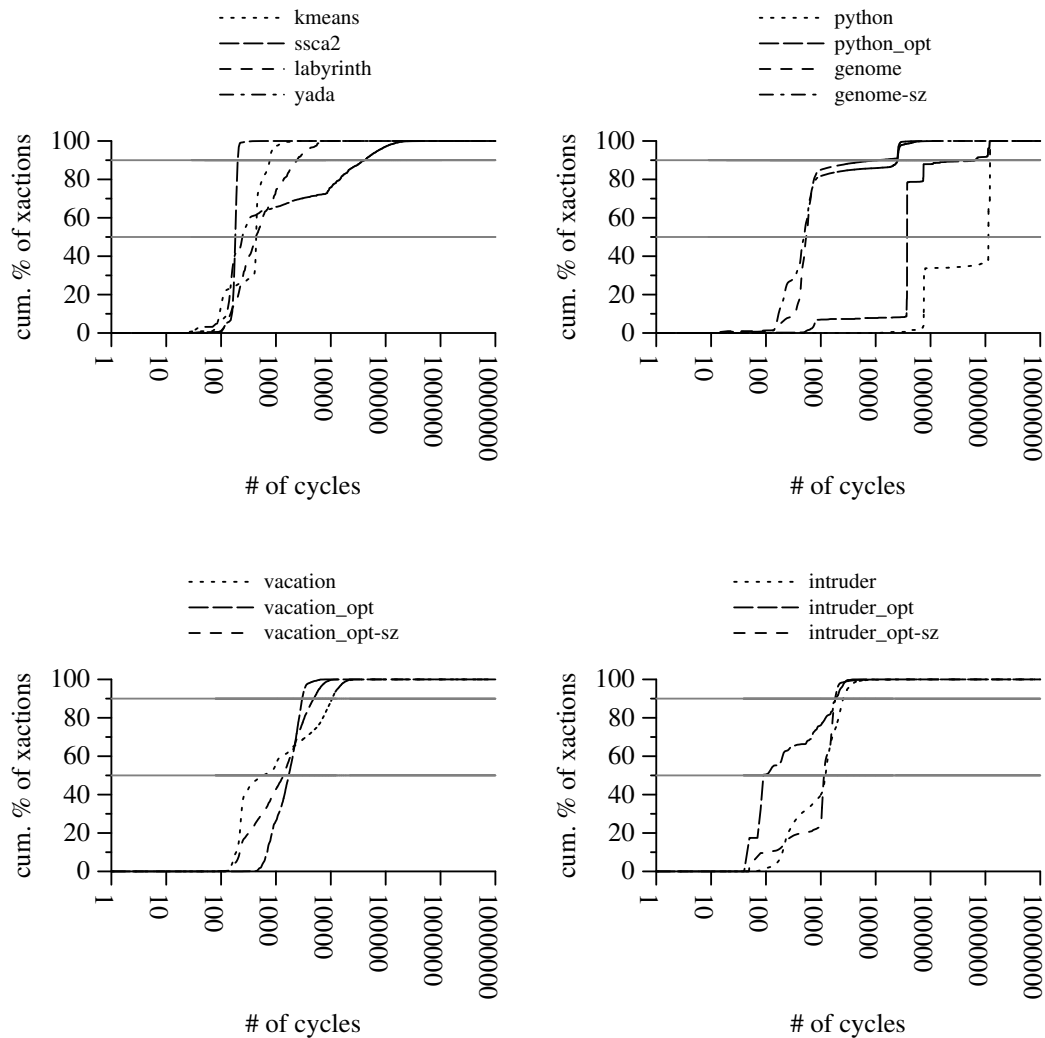 kmeans
ssca2
labyrinth
yada
cum. % of xactions
100
80
60
40
20
0
1
10
100
1000
10000
100000
1000000
10000000
# of cycles
python
python_opt
genome
genome-sz
cum. % of xactions
100
80
60
40
20
0
1
10
100
1000
10000
100000
1000000
10000000
# of cycles
vacation
vacation_opt
vacation_opt-sz
cum. % of xactions
100
80
60
40
20
0
1
10
100
1000
10000
100000
1000000
10000000
# of cycles
intruder
intruder_opt
intruder_opt-sz
cum. % of xactions
100
80
60
40
20
0
1
10
100
1000
10000
100000
1000000
10000000
# of cycles